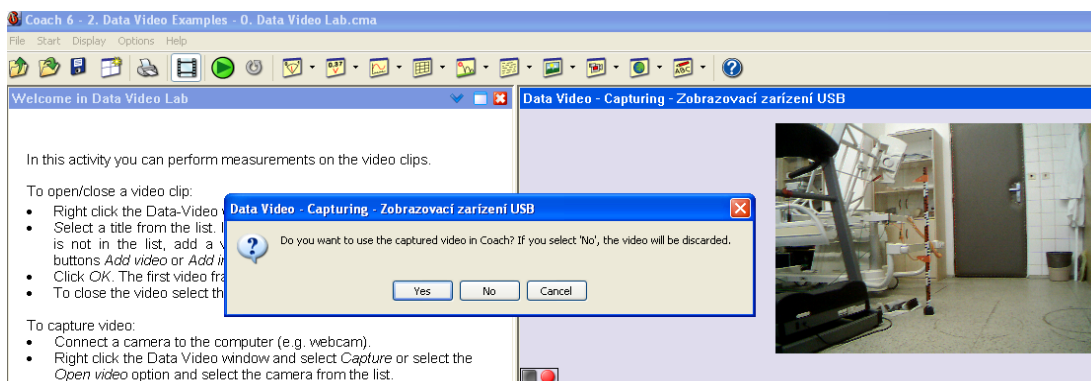 Coach 6 - 2. Data Video Examples - 0. Data Video Lab.cma
File Start Display Options Help
0.37
ABC
Welcome in Data Video Lab
Data Video - Capturing - Zobrazovací zarízení USB
In this activity you can perform measurements on the video clips.
To open/close a video clip:
• Right click the Data-Video
• Select a title from the list.
is not in the list, add a
buttons Add video or Add
• Click OK. The first video
• To close the video select
Data Video - Capturing - Zobrazovací zarízení USB
Do you want to use the captured video in Coach? If you select 'No', the video will be discarded.
Yes No Cancel
To capture video:
• Connect a camera to the computer (e.g. webcam).
• Right click the Data Video window and select Capture or select the
Open video option and select the camera from the list.